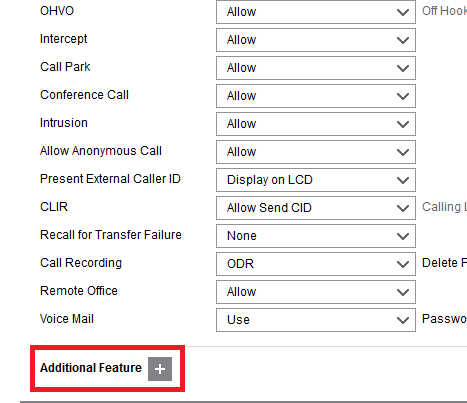 OHVO Allow Off Hook
Intercept Allow
Call Park Allow
Conference Call Allow
Intrusion Allow
Allow Anonymous Call Allow
Present External Caller ID Display on LCD
CLIR Allow Send CID Calling
Recall for Transfer Failure None
Call Recording ODR Delete
Remote Office Allow
Voice Mail Use
Additional Feature +